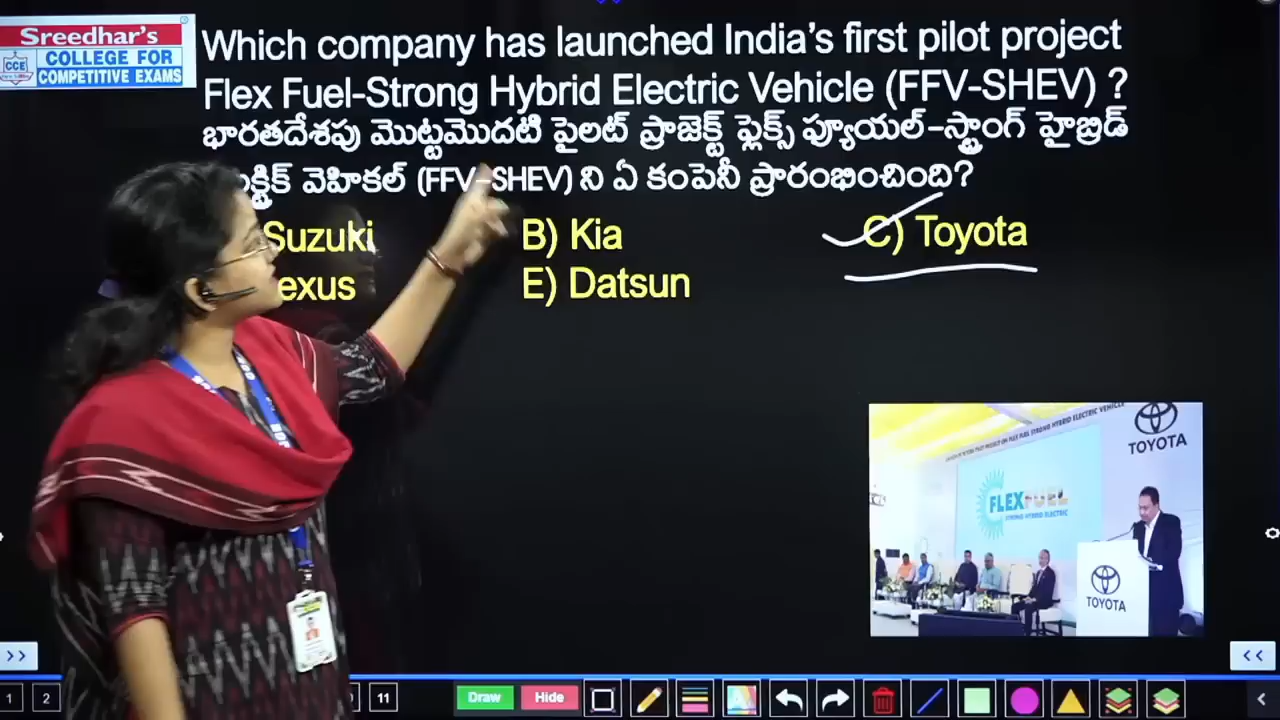 Sreedhar's
CCE
COLLEGE FOR
COMPETITIVE EXAMS
Which company has launched India's first pilot project
Flex Fuel-Strong Hybrid Electric Vehicle (FFV-SHEV) ?
భారతదేశపు మొట్టమొదటి పైలట్ ప్రాజెక్ట్ ఫ్లెక్స్ ఫ్యూయల్-స్ట్రాంగ్ హైబ్రిడ్
వెహికల్ (FFV-SHEV) ని ఏ కంపెనీ ప్రారంభించింది?
Suzuki B) Kia C) Toyota
E) Datsun
TOYOTA
FLEX FUEL
STRONG HYBRID ELECTRIC
TOYOTA
>> <<
1 2 11 Draw Hide